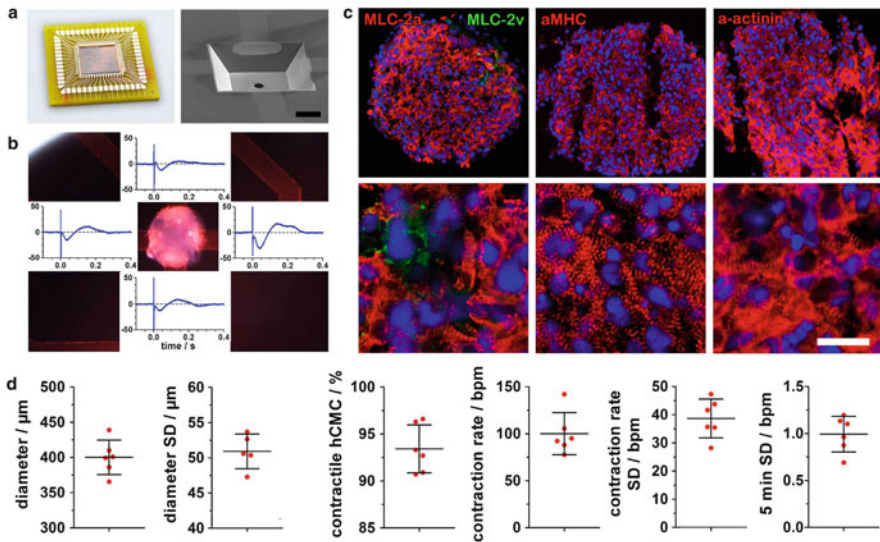 a
b
50
0
-50
0.0 0.2 0.4
50
0
-50
0.0 0.2 0.4
50
0
-50
0.0 0.2 0.4
50
0
-50
0.0 0.2 0.4
time / s
c
MLC-2a MLC-2v
aMHC
a-actinin
d
diameter / µm
500
450
400
350
300
diameter SD / µm
60
55
50
45
40
contractile hCMC / %
100
95
90
85
contraction rate / bpm
150
100
50
0
contraction rate
SD / bpm
50
40
30
20
10
0
5 min SD / bpm
1.5
1.0
0.5
0.0